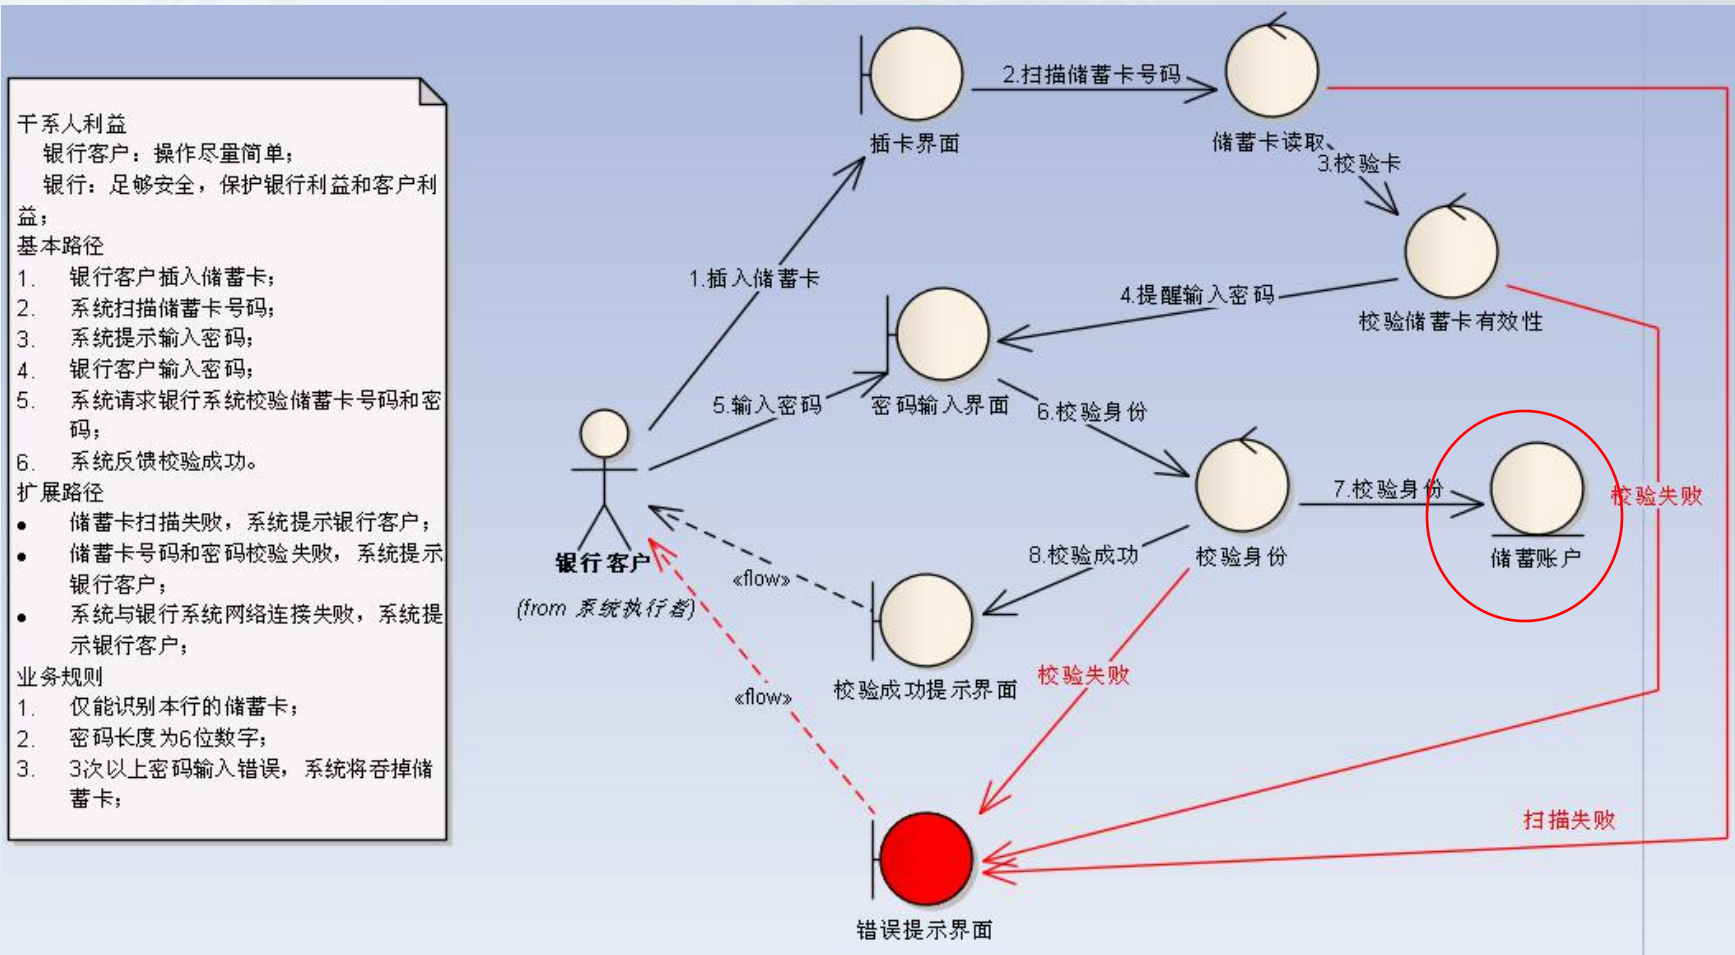 干系人利益
银行客户：操作尽量简单；
银行：足够安全，保护银行利益和客户利
益；
基本路径
1. 银行客户插入储蓄卡；
2. 系统扫描储蓄卡号码；
3. 系统提示输入密码；
4. 银行客户输入密码；
5. 系统请求银行系统校验储蓄卡号码和密
码；
6. 系统反馈校验成功。
扩展路径
• 储蓄卡扫描失败，系统提示银行客户；
• 储蓄卡号码和密码校验失败，系统提示
银行客户；
• 系统与银行系统网络连接失败，系统提
示银行客户；
业务规则
1. 仅能识别本行的储蓄卡；
2. 密码长度为6位数字；
3. 3次以上密码输入错误，系统将吞掉储
蓄卡；
2.扫描储蓄卡号码
插卡界面
储蓄卡读取、
3.校验卡
1.插入储蓄卡
4.提醒输入密码
校验储蓄卡有效性
5.输入密码
密码输入界面
6.校验身份
7.校验身份
校验失败
银行客户
(from 系统执行者)
«flow»
8.校验成功
校验身份
储蓄账户
校验成功提示界面
校验失败
«flow»
扫描失败
错误提示界面